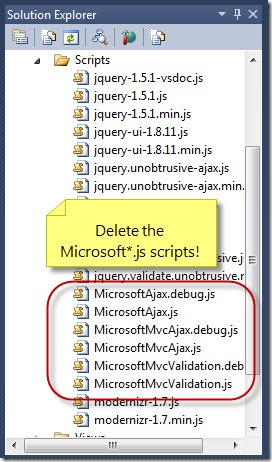 Solution Explorer
Scripts
jquery-1.5.1-vsdoc.js
jquery-1.5.1.js
jquery-1.5.1.min.js
jquery-ui-1.8.11.js
jquery-ui-1.8.11.min.js
jquery.unobtrusive-ajax.js
jquery.unobtrusive-ajax.min.
Delete the
Microsoft*.js scripts!
jquery.validate.unobtrusive.r
MicrosoftAjax.debug.js
MicrosoftAjax.js
MicrosoftMvcAjax.debug.js
MicrosoftMvcAjax.js
MicrosoftMvcValidation.deb
MicrosoftMvcValidation.js
modernizr-1.7.js
modernizr-1.7.min.js
Views